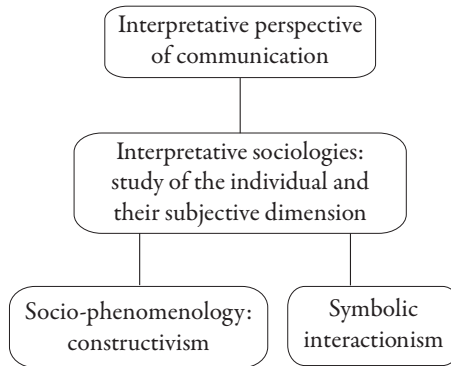 Interpretative perspective
of communication
Interpretative sociologies:
study of the individual and
their subjective dimension
Socio-phenomenology:
constructivism
Symbolic
interactionism